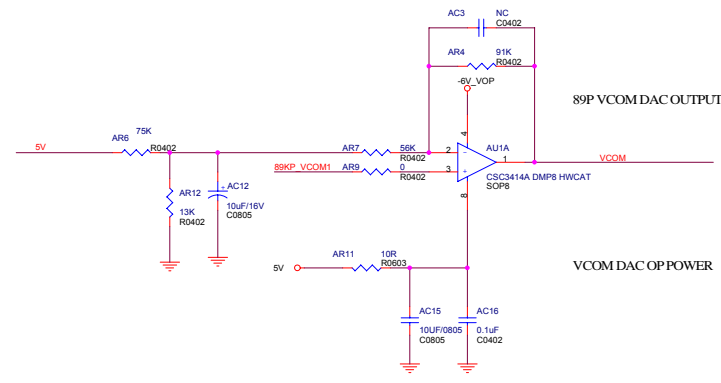 AC3 NC
C0402
AR4 91K
R0402
-6V_VOP
89P VCOM DAC OUTPUT
75K
5V AR6 R0402
AR7 56K
R0402
89KP_VCOM1 AR9 0
R0402
4
2
3
8
1
AU1A
VCOM
CSC3414A DMP8 HWCAT
SOP8
AR12
13K
R0402
AC12
10uF/16V
C0805
5V AR11 10R
R0603
VCOM DAC OP POWER
AC15
10UF/0805
C0805
AC16
0.1uF
C0402